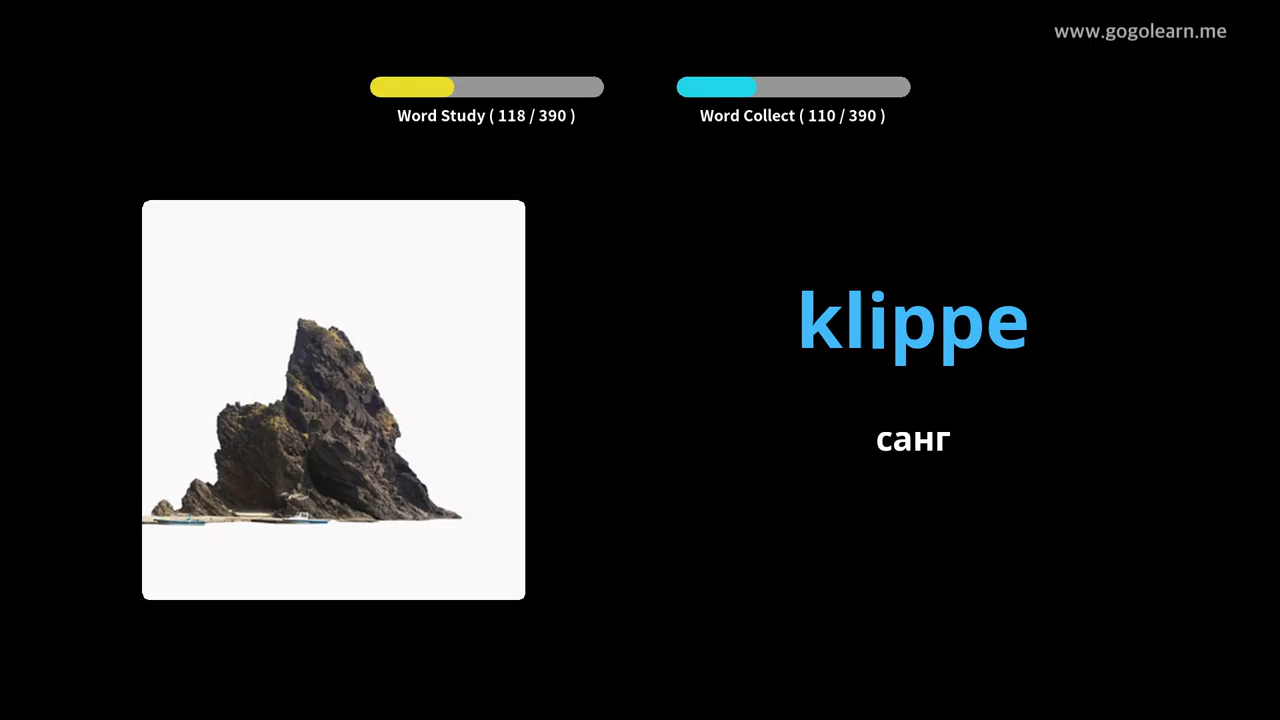 www.gogolearn.me
Word Study ( 118 / 390 )
Word Collect ( 110 / 390 )
klippe
санг